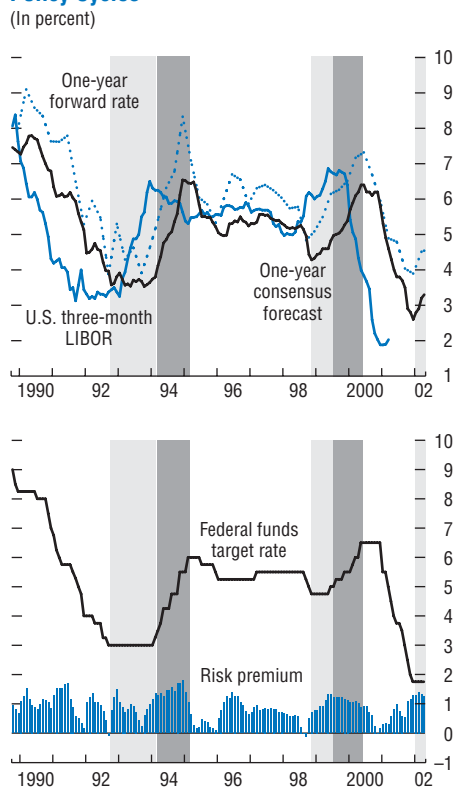 Policy Cycles
(In percent)
10
9
8
7
6
5
4
3
2
1
One-year
forward rate
One-year
consensus
forecast
U.S. three-month
LIBOR
1990 92 94 96 98 2000 02
10
9
8
7
6
5
4
3
2
1
0
–1
Federal funds
target rate
Risk premium
1990 92 94 96 98 2000 02